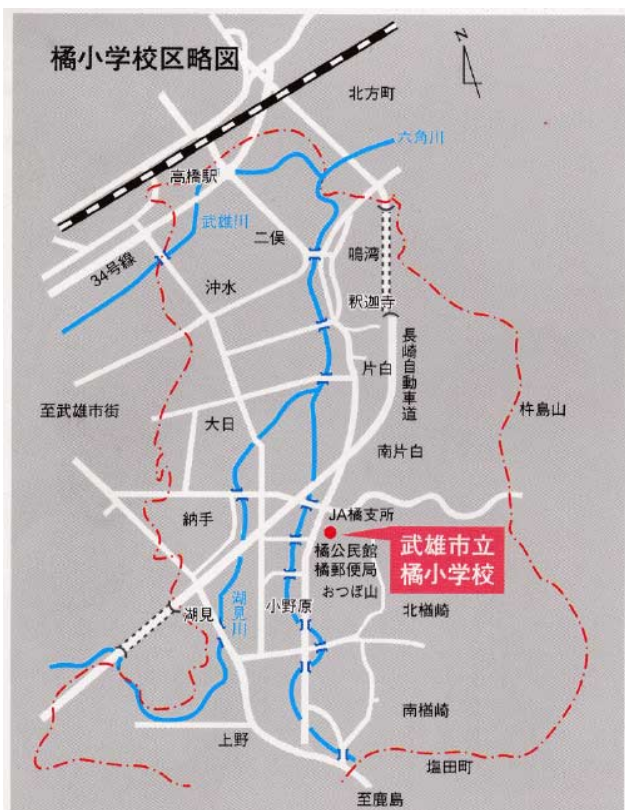 橘小学校区略図
N
北方町
六角川
高橋駅
武雄川
二俣
鳴湾
34号線
沖永
釈迦寺
長崎自動車道
片白
至武雄市街
杵島山
大日
南片白
納手
JA橘支所
武雄市立
橘小学校
橘公民館
橘郵便局
おつぼ山
小野原
湖見
湖見川
北楢崎
南楢崎
上野
塩田町
至鹿島